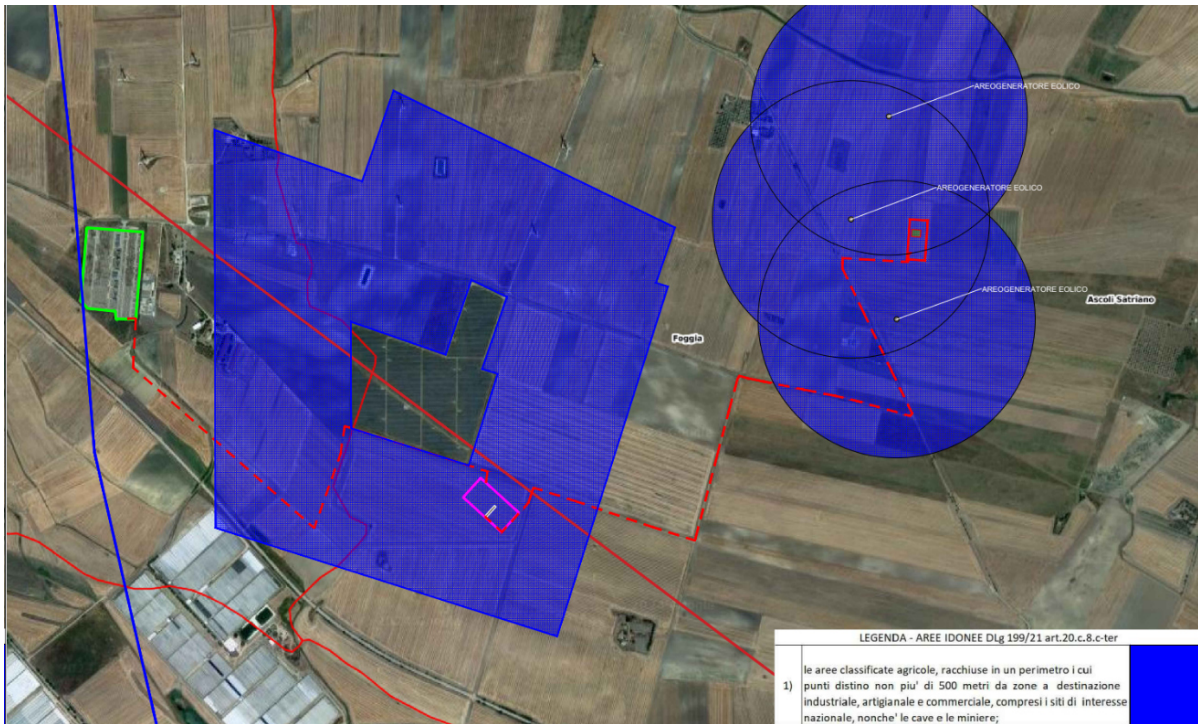 AREOGENERATORE EOLICO
AREOGENERATORE EOLICO
AREOGENERATORE EOLICO
Ascoli Satriano
Foggia
LEGENDA - AREE IDONEE DLg 199/21 art.20.c.8.c-ter
1)
le aree classificate agricole, racchiuse in un perimetro i cui
punti distino non piu' di 500 metri da zone a destinazione
industriale, artigianale e commerciale, compresi i siti di interesse
nazionale, nonche' le cave e le miniere;